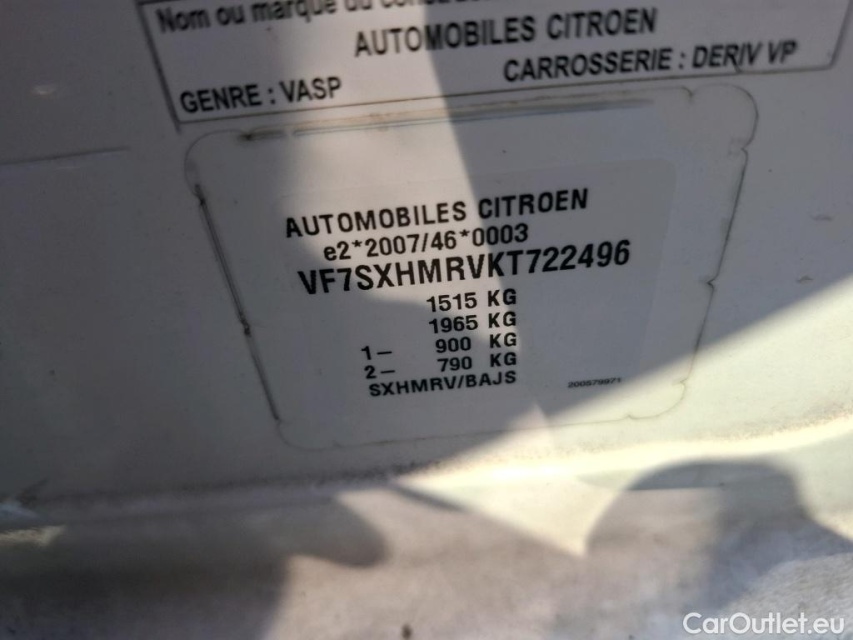 Nom ou marque du
AUTOMOBILES CITROEN
GENRE : VASP CARROSSERIE : DERIV VP
AUTOMOBILES CITROEN
e2*2007/46*0003
VF7SXHMRVKT722496
1515 KG
1965 KG
1– 900 KG
2– 790 KG
SXHMRV/BAJS
200579971
CarOutlet.eu